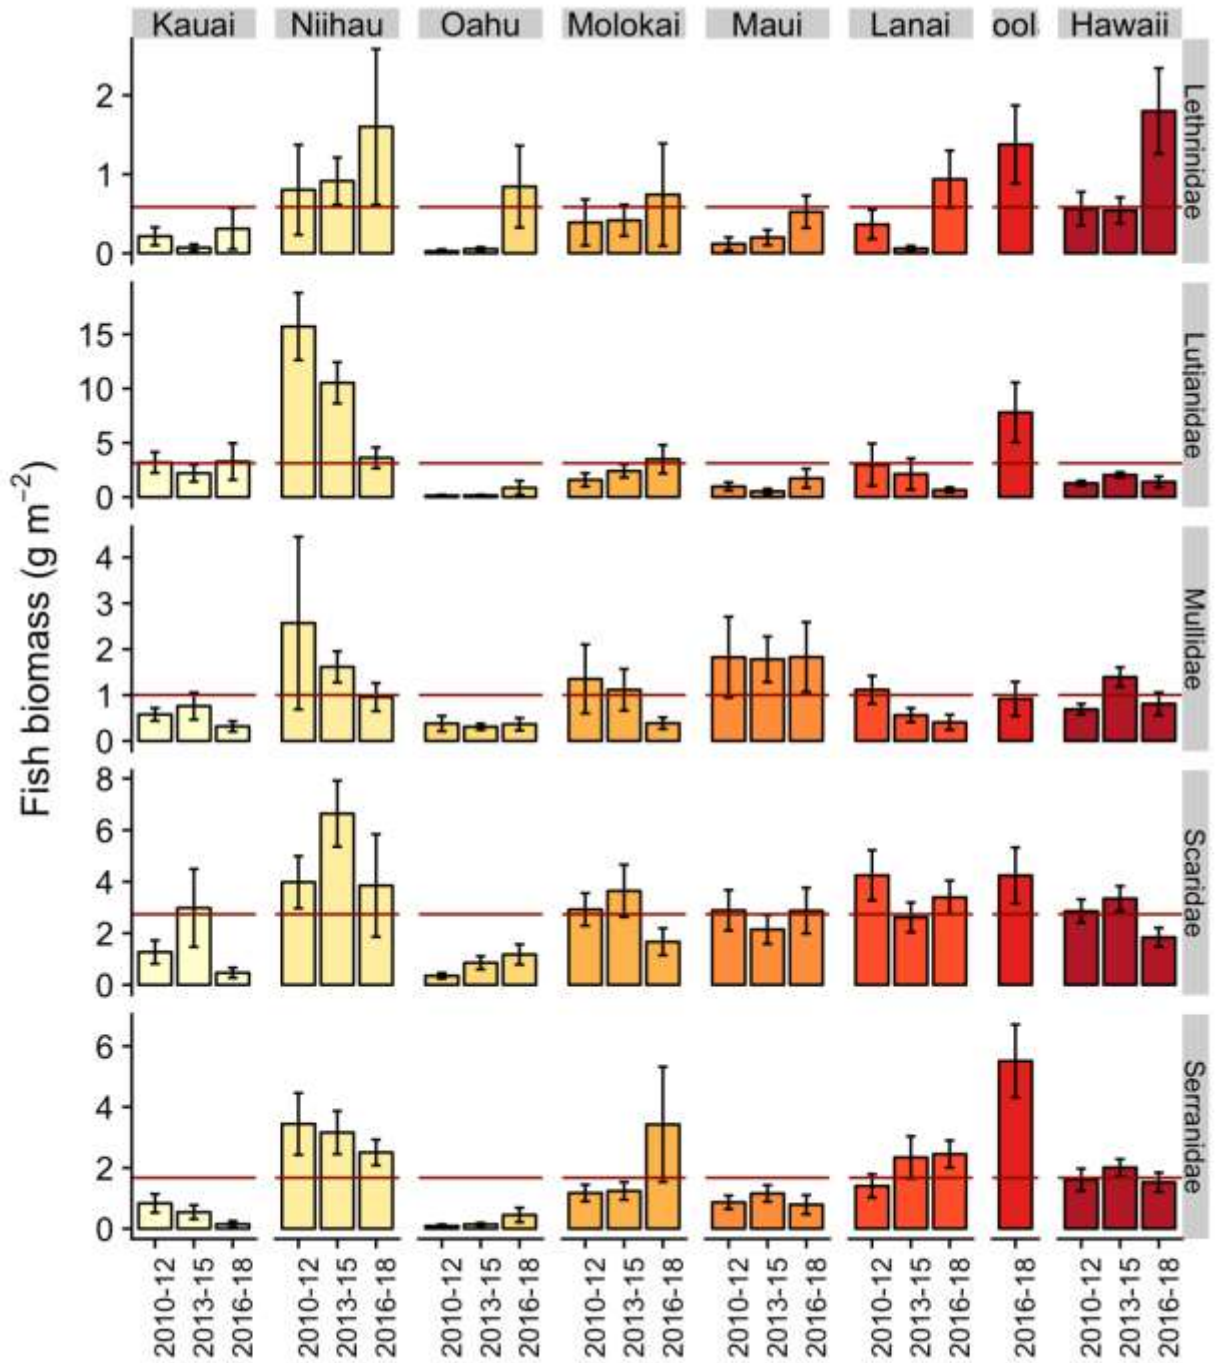 Kauai Niihau Oahu Molokai Maui Lanai ool Hawaii
Fish biomass (g m⁻²)
2
1
0
Lethrinidae
15
10
5
0
Lutjanidae
4
3
2
1
0
Mullidae
8
6
4
2
0
Scaridae
6
4
2
0
Serranidae
2010-12 2013-15 2016-18 2010-12 2013-15 2016-18 2010-12 2013-15 2016-18 2010-12 2013-15 2016-18 2010-12 2013-15 2016-18 2010-12 2013-15 2016-18 2016-18 2010-12 2013-15 2016-18